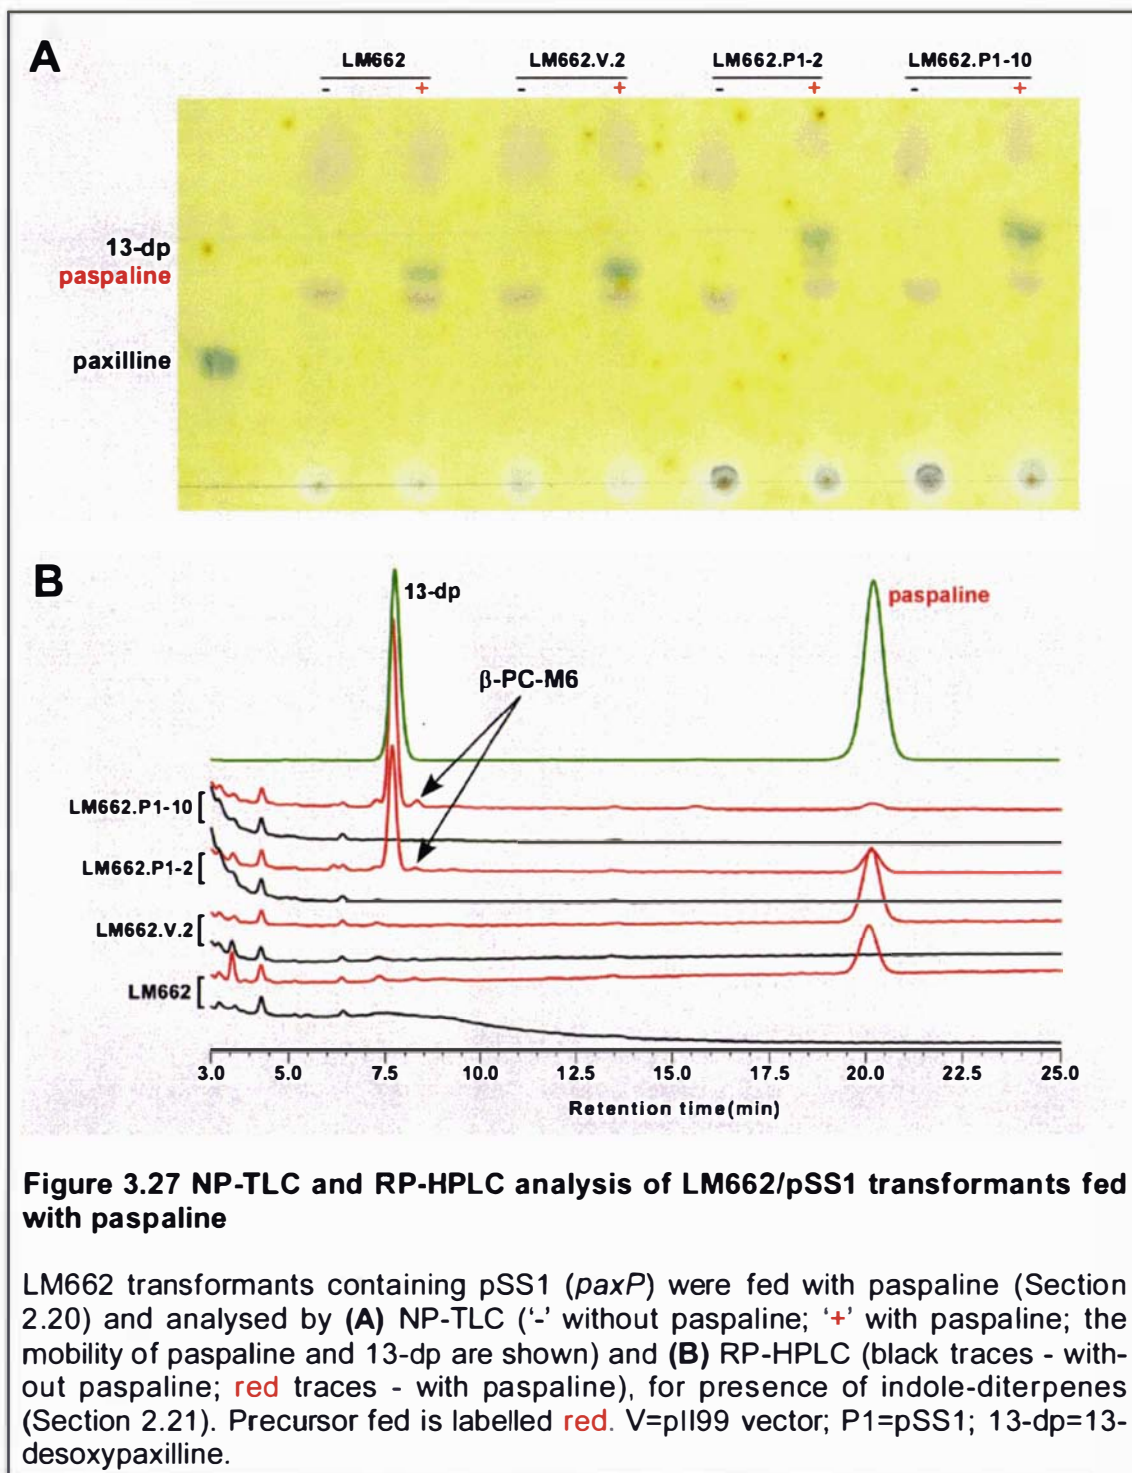 A
LM662 LM662.V.2 LM662.P1-2 LM662.P1-10
- + - + - + - +
13-dp
paspaline
paxilline
B
13-dp
paspaline
β-PC-M6
LM662.P1-10
LM662.P1-2
LM662.V.2
LM662
3.0 5.0 7.5 10.0 12.5 15.0 17.5 20.0 22.5 25.0
Retention time(min)
Figure 3.27 NP-TLC and RP-HPLC analysis of LM662/pSS1 transformants fed
with paspaline
LM662 transformants containing pSS1 (paxP) were fed with paspaline (Section
2.20) and analysed by (A) NP-TLC (‘-’ without paspaline; ‘+’ with paspaline; the
mobility of paspaline and 13-dp are shown) and (B) RP-HPLC (black traces - with-
out paspaline; red traces - with paspaline), for presence of indole-diterpenes
(Section 2.21). Precursor fed is labelled red. V=pII99 vector; P1=pSS1; 13-dp=13-
desoxypaxilline.